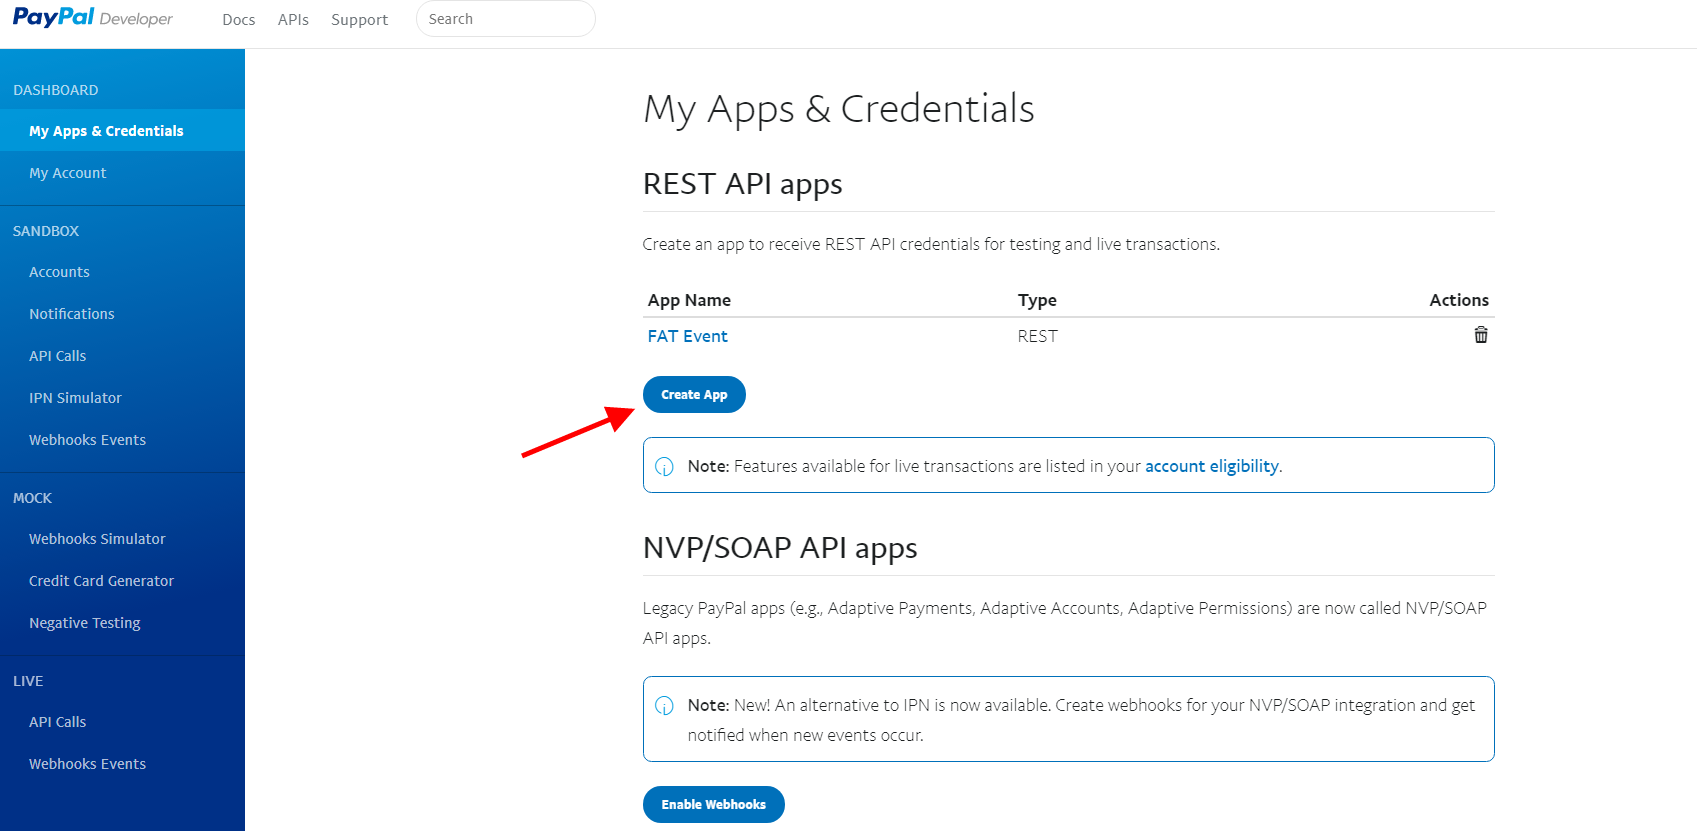 PayPal Developer
Docs APIs Support Search
DASHBOARD
My Apps & Credentials
My Account
SANDBOX
Accounts
Notifications
API Calls
IPN Simulator
Webhooks Events
MOCK
Webhooks Simulator
Credit Card Generator
Negative Testing
LIVE
API Calls
Webhooks Events
My Apps & Credentials
REST API apps
Create an app to receive REST API credentials for testing and live transactions.
App Name Type Actions
FAT Event REST
Create App
Note: Features available for live transactions are listed in your account eligibility.
NVP/SOAP API apps
Legacy PayPal apps (e.g., Adaptive Payments, Adaptive Accounts, Adaptive Permissions) are now called NVP/SOAP
API apps.
Note: New! An alternative to IPN is now available. Create webhooks for your NVP/SOAP integration and get
notified when new events occur.
Enable Webhooks